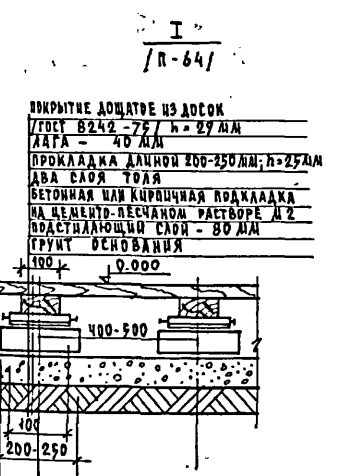 I
/П-64/
ПОКРЫТИЕ ДОЩАТОЕ ИЗ ДОСОК
/ГОСТ 8242-75/ h=29 ММ
ЛАГА - 40 ММ
ПРОКЛАДКА ДЛИНОЙ 200-250ММ; h=25ММ
ДВА СЛОЯ ТОЛЯ
БЕТОННАЯ ИЛИ КИРПИЧНАЯ ПОДКЛАДКА
НА ЦЕМЕНТО-ПЕСЧАНОМ РАСТВОРЕ М 2
ПОДСТИЛАЮЩИЙ СЛОЙ - 80 ММ
ГРУНТ ОСНОВАНИЯ
100 0.000
400-500
100
200-250